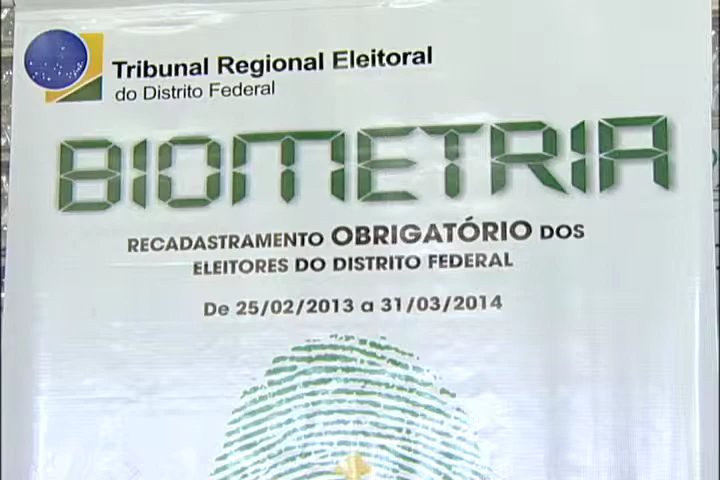 Tribunal Regional Eleitoral
do Distrito Federal
BIOMETRIA
RECADASTRAMENTO OBRIGATÓRIO DOS
ELEITORES DO DISTRITO FEDERAL
De 25/02/2013 a 31/03/2014